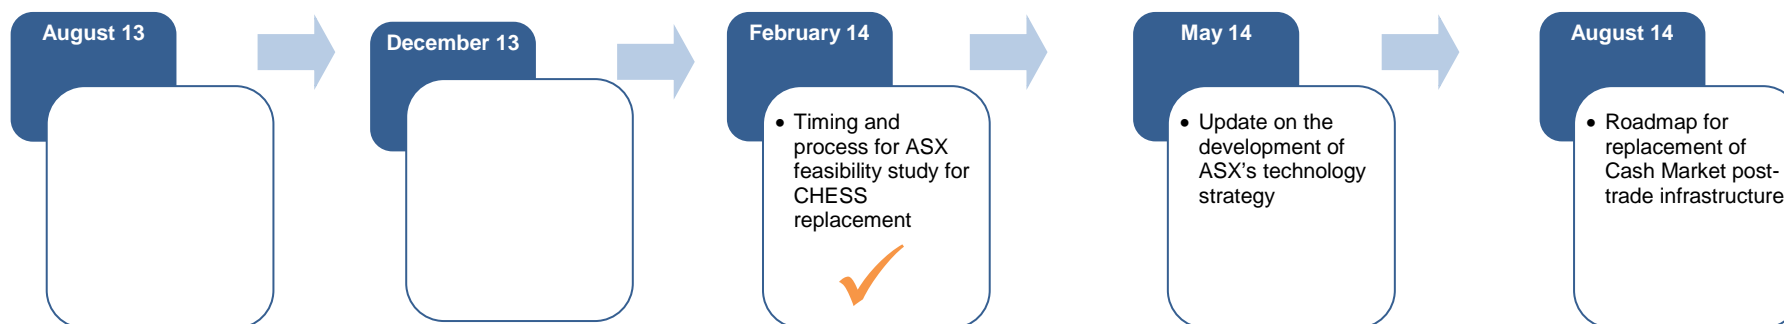 August 13
December 13
February 14
• Timing and
process for ASX
feasibility study for
CHESS
replacement
May 14
• Update on the
development of
ASX's technology
strategy
August 14
• Roadmap for
replacement of
Cash Market post-
trade infrastructure